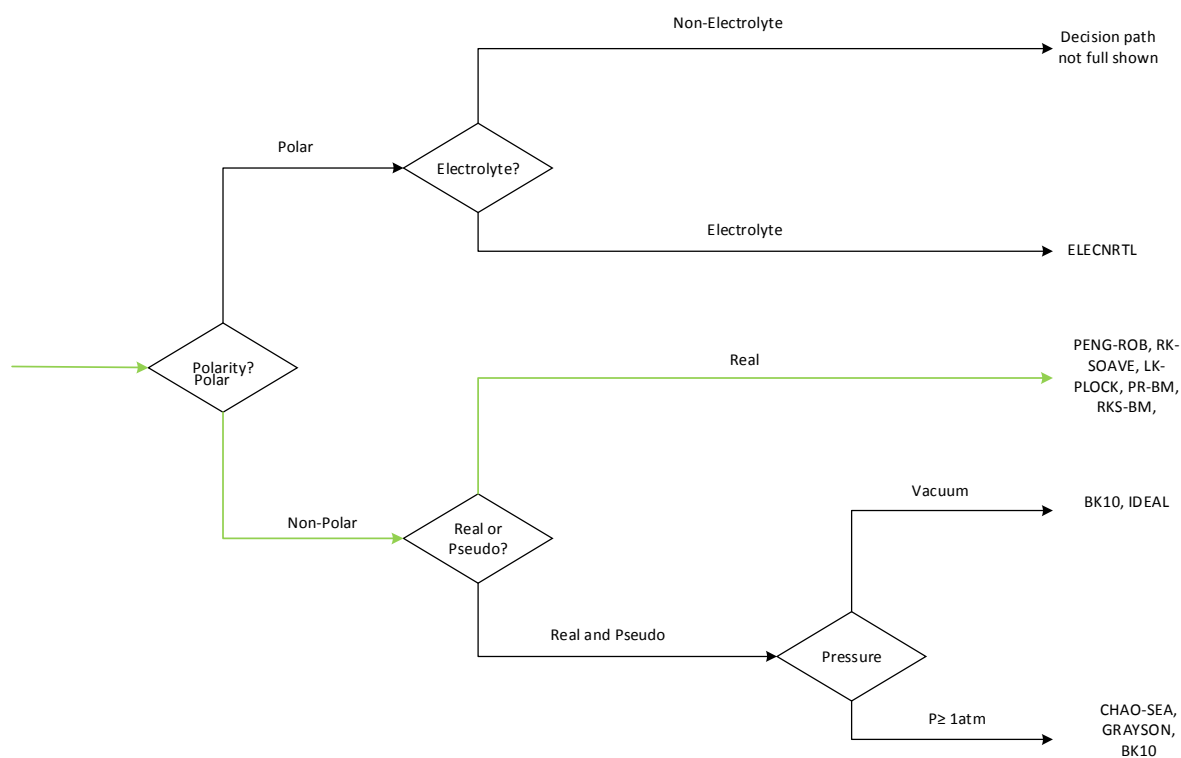 Non-Electrolyte
Decision path
not full shown
Polar
Electrolyte?
Electrolyte
ELECNRTL
Polarity?
Polar
Real
PENG-ROB, RK-
SOAVE, LK-
PLOCK, PR-BM,
RKS-BM,
Non-Polar
Real or
Pseudo?
Vacuum
BK10, IDEAL
Real and Pseudo
Pressure
P≥ 1atm
CHAO-SEA,
GRAYSON,
BK10